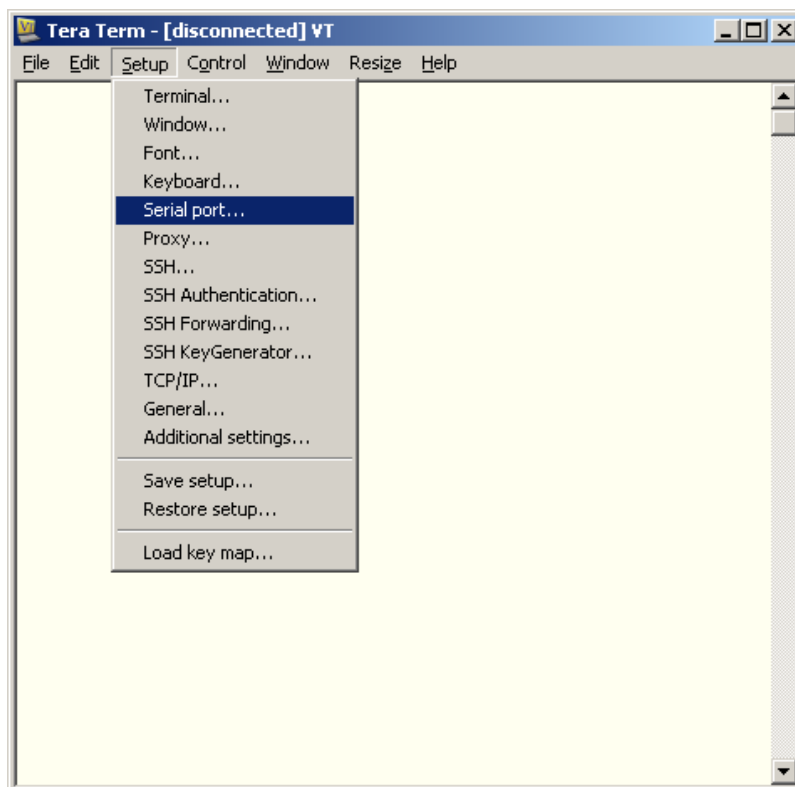 Tera Term - [disconnected] VT
File Edit Setup Control Window Resize Help
Terminal...
Window...
Font...
Keyboard...
Serial port...
Proxy...
SSH...
SSH Authentication...
SSH Forwarding...
SSH KeyGenerator...
TCP/IP...
General...
Additional settings...
Save setup...
Restore setup...
Load key map...